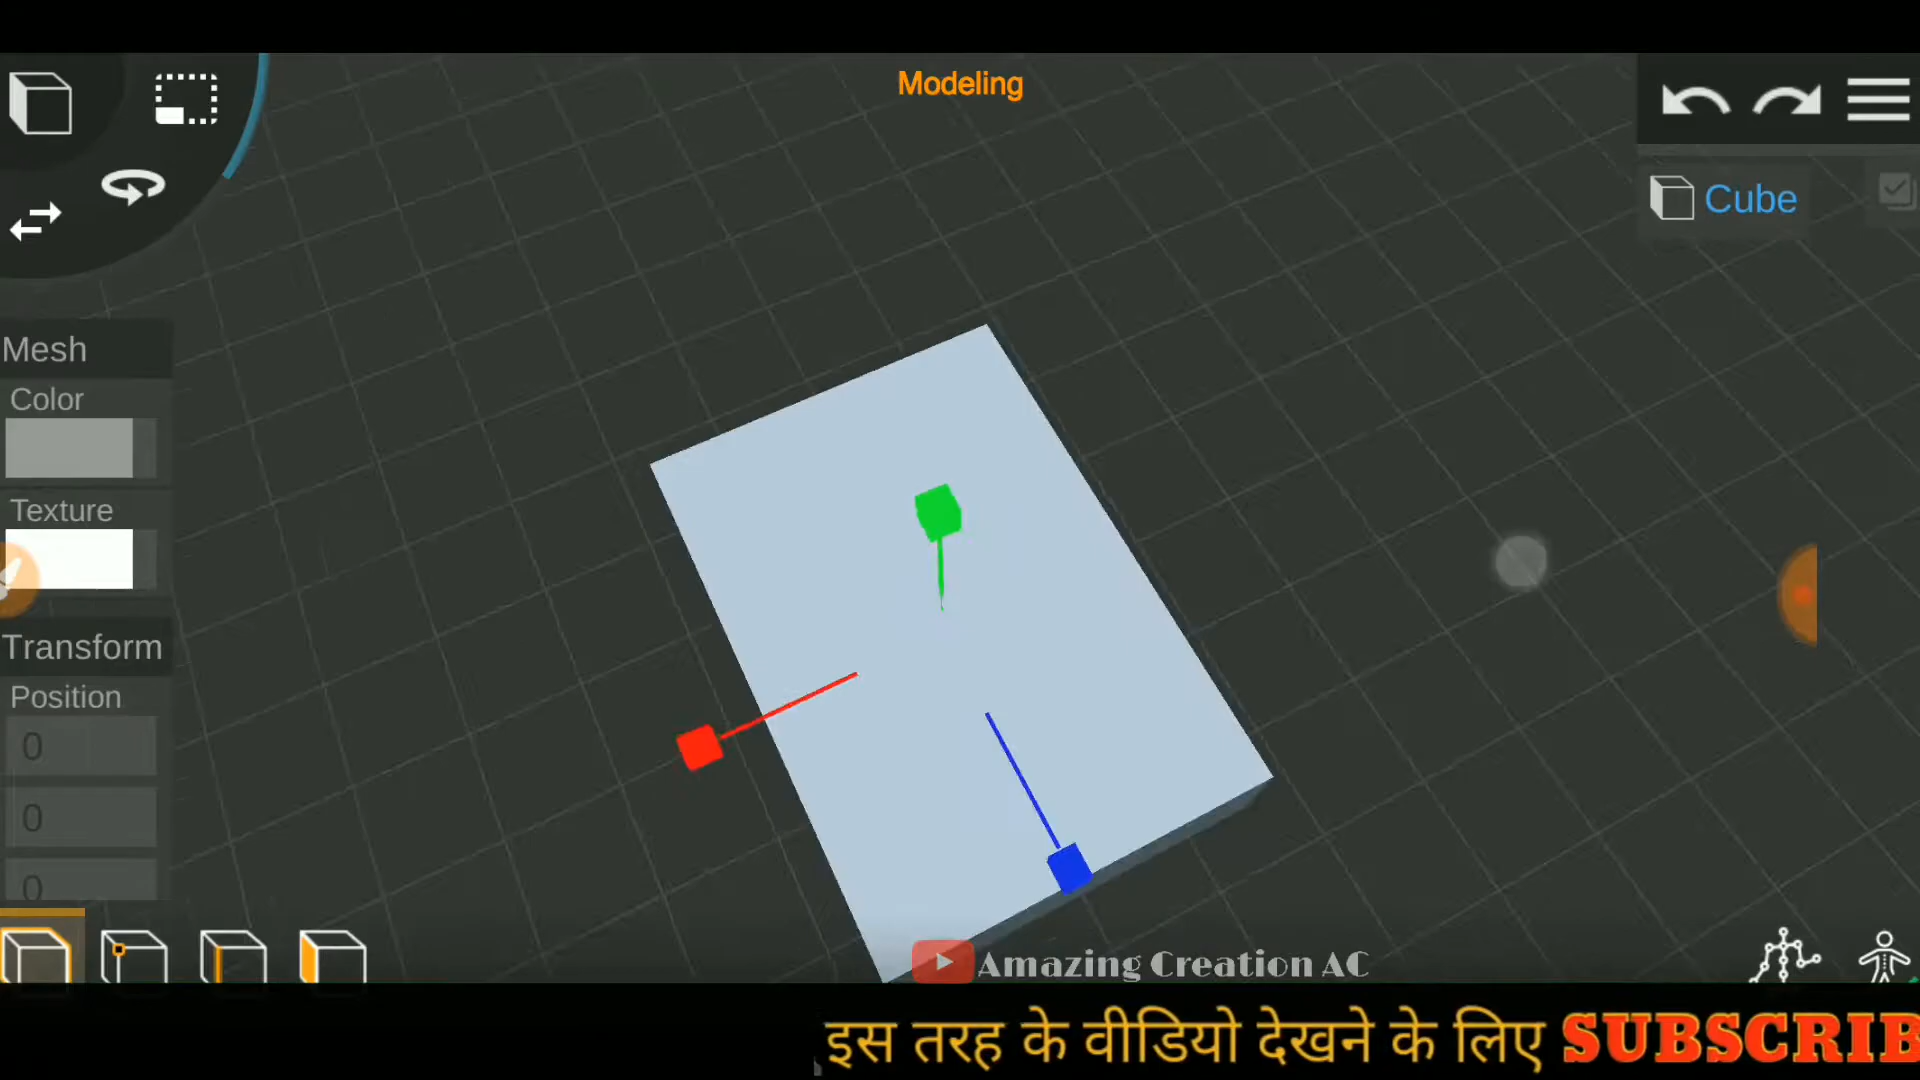 Modeling
Cube
Mesh
Color
Texture
Transform
Position
0
0
0
Amazing Creation AC
इस तरह के वीडियो देखने के लिए SUBSCRIB